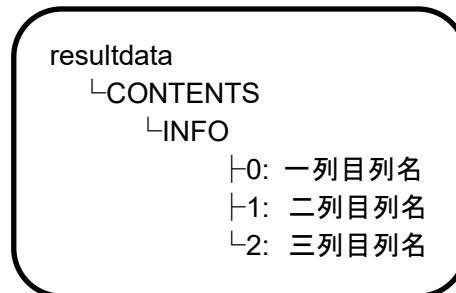 resultdata
└CONTENTS
└INFO
├0: 一列目列名
├1: 二列目列名
└2: 三列目列名